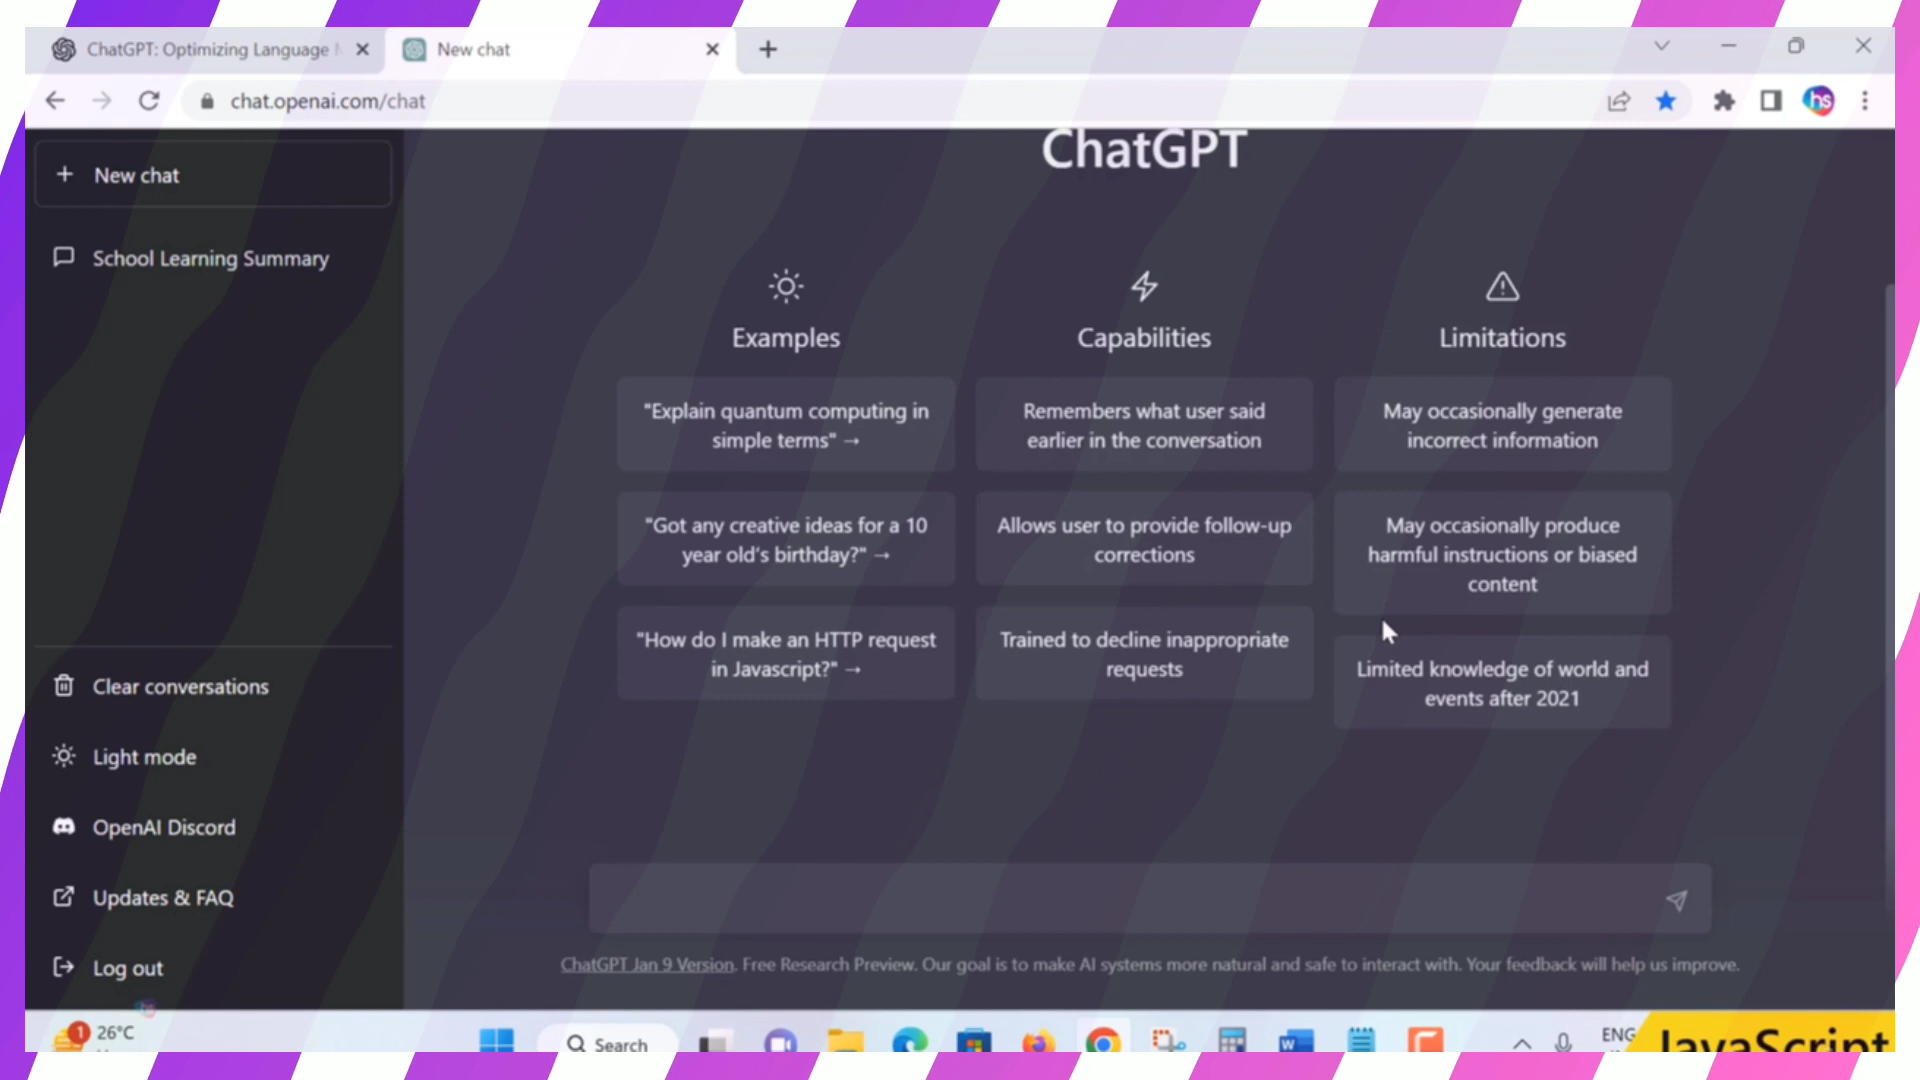 ChatGPT: Optimizing Language
New chat
chat.openai.com/chat
New chat
School Learning Summary
Clear conversations
Light mode
OpenAI Discord
Updates & FAQ
Log out
ChatGPT
Examples
"Explain quantum computing in
simple terms" →
"Got any creative ideas for a 10
year old's birthday?" →
"How do I make an HTTP request
in Javascript?" →
Capabilities
Remembers what user said
earlier in the conversation
Allows user to provide follow-up
corrections
Trained to decline inappropriate
requests
Limitations
May occasionally generate
incorrect information
May occasionally produce
harmful instructions or biased
content
Limited knowledge of world and
events after 2021
ChatGPT Jan 9 Version. Free Research Preview. Our goal is to make AI systems more natural and safe to interact with. Your feedback will help us improve.
1
26°C
Search
ENG
JavaScript